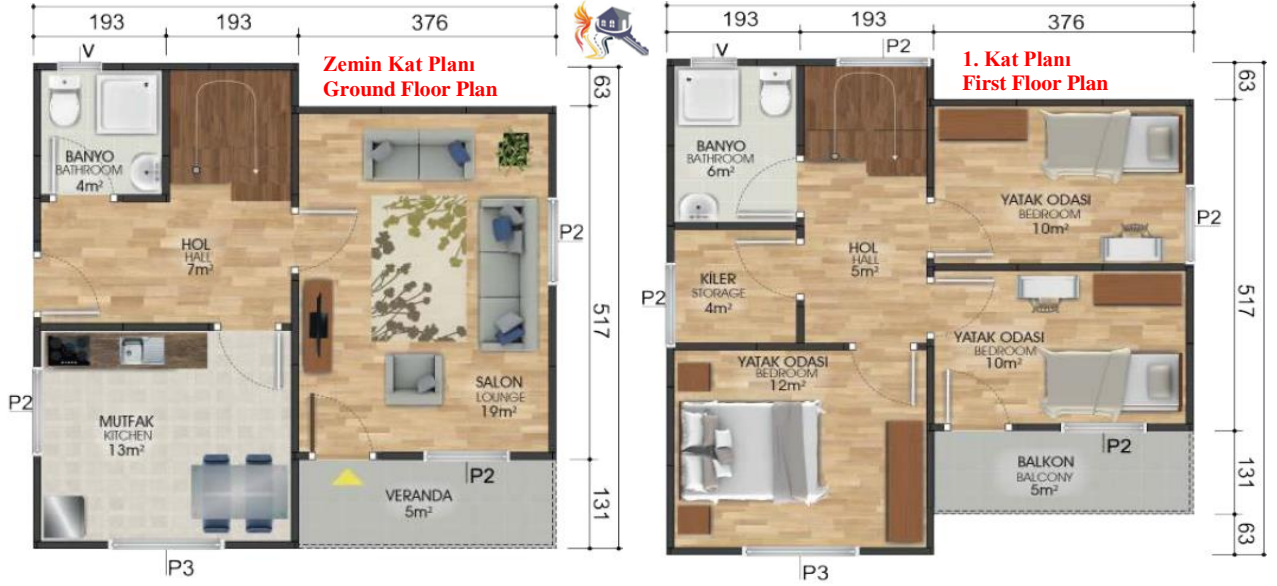 193
193
376
V
Zemin Kat Planı
Ground Floor Plan
63
BANYO
BATHROOM
4m²
HOL
HALL
7m²
P2
517
SALON
LOUNGE
19m²
P2
MUTFAK
KITCHEN
13m²
P2
VERANDA
5m²
131
P3
193
193
376
V
P2
1. Kat Planı
First Floor Plan
63
BANYO
BATHROOM
6m²
YATAK ODASI
BEDROOM
10m²
P2
HOL
HALL
5m²
KİLER
STORAGE
4m²
P2
517
YATAK ODASI
BEDROOM
10m²
YATAK ODASI
BEDROOM
12m²
P2
BALKON
BALCONY
5m²
131
63
P3